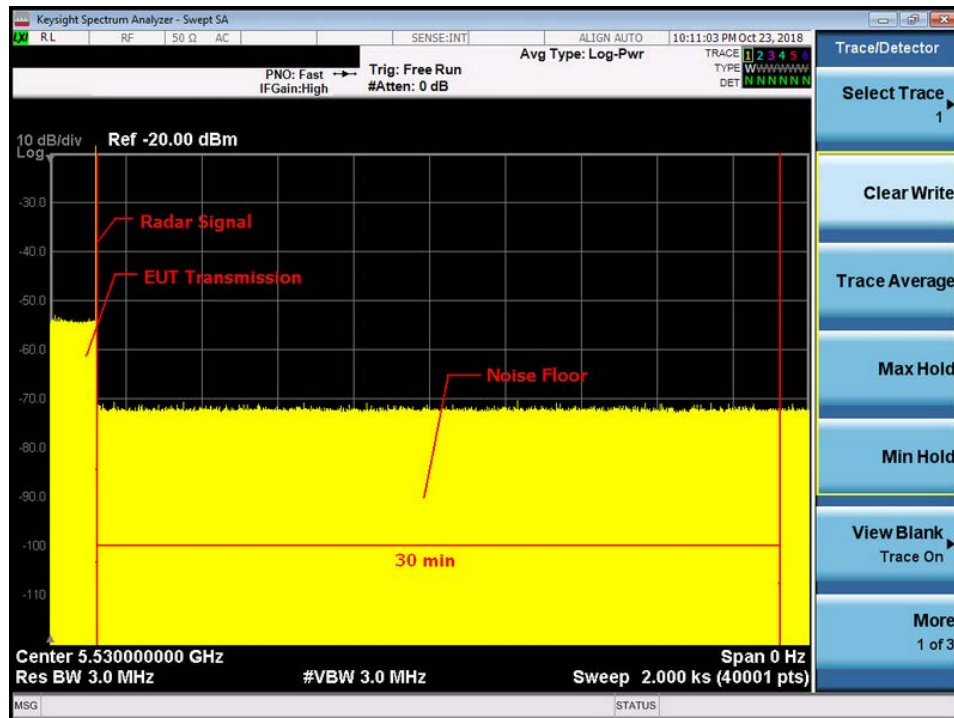 Keysight Spectrum Analyzer - Swept SA
LXI RL RF 50 Ω AC SENSE:INT ALIGN AUTO 10:11:03 PM Oct 23, 2018
Avg Type: Log-Pwr TRACE 1 2 3 4 5 6
PNO: Fast Trig: Free Run TYPE WWWWWW
IFGain:High #Atten: 0 dB DET N N N N N N
10 dB/div Ref -20.00 dBm
Log
-30.0
Radar Signal
-40.0
EUT Transmission
-50.0
-60.0
Noise Floor
-70.0
-80.0
-90.0
-100
30 min
-110
Center 5.530000000 GHz Span 0 Hz
Res BW 3.0 MHz #VBW 3.0 MHz Sweep 2.000 ks (40001 pts)
MSG STATUS
Trace/Detector
Select Trace
1
Clear Write
Trace Average
Max Hold
Min Hold
View Blank
Trace On
More
1 of 3